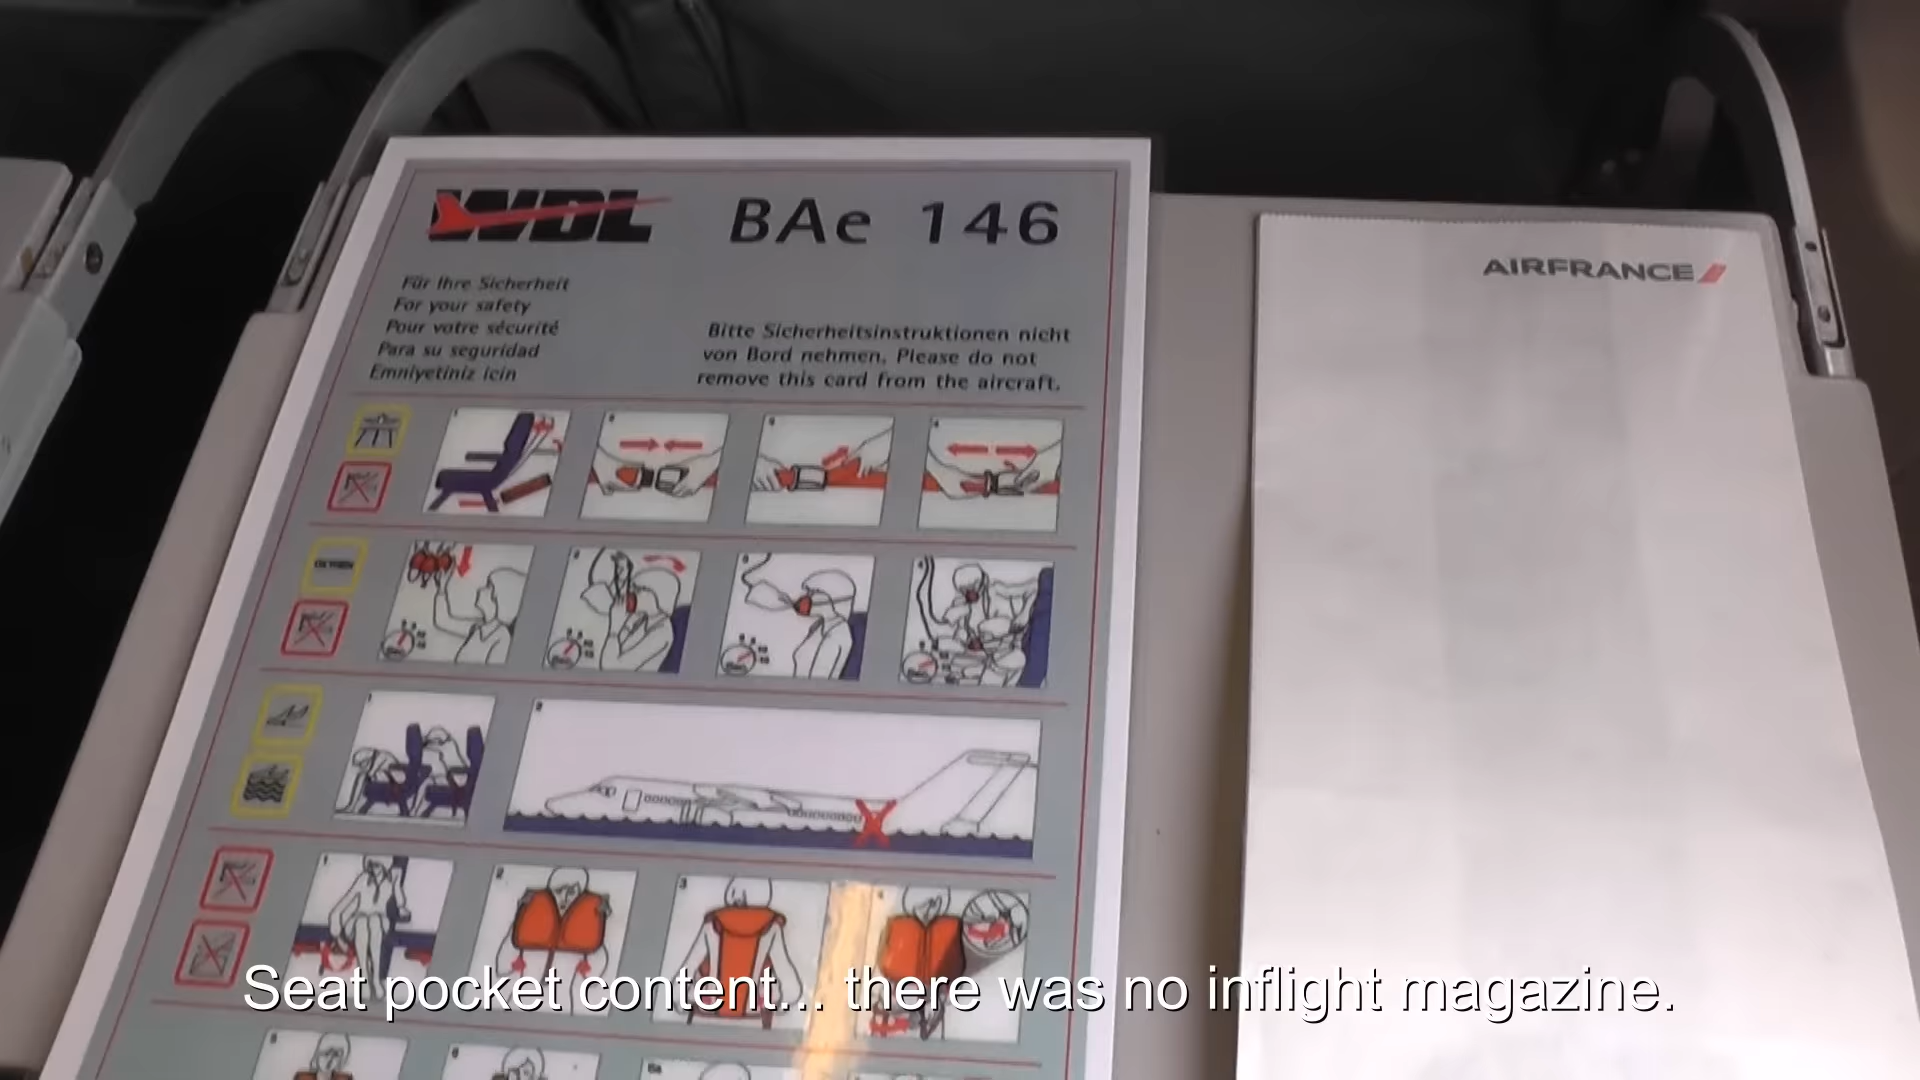 WDL BAe 146
Für Ihre Sicherheit
For your safety
Pour votre sécurité
Para su seguridad
Emniyetiniz icin
Bitte Sicherheitsinstruktionen nicht
von Bord nehmen. Please do not
remove this card from the aircraft.
AIRFRANCE
Seat pocket content... there was no inflight magazine.